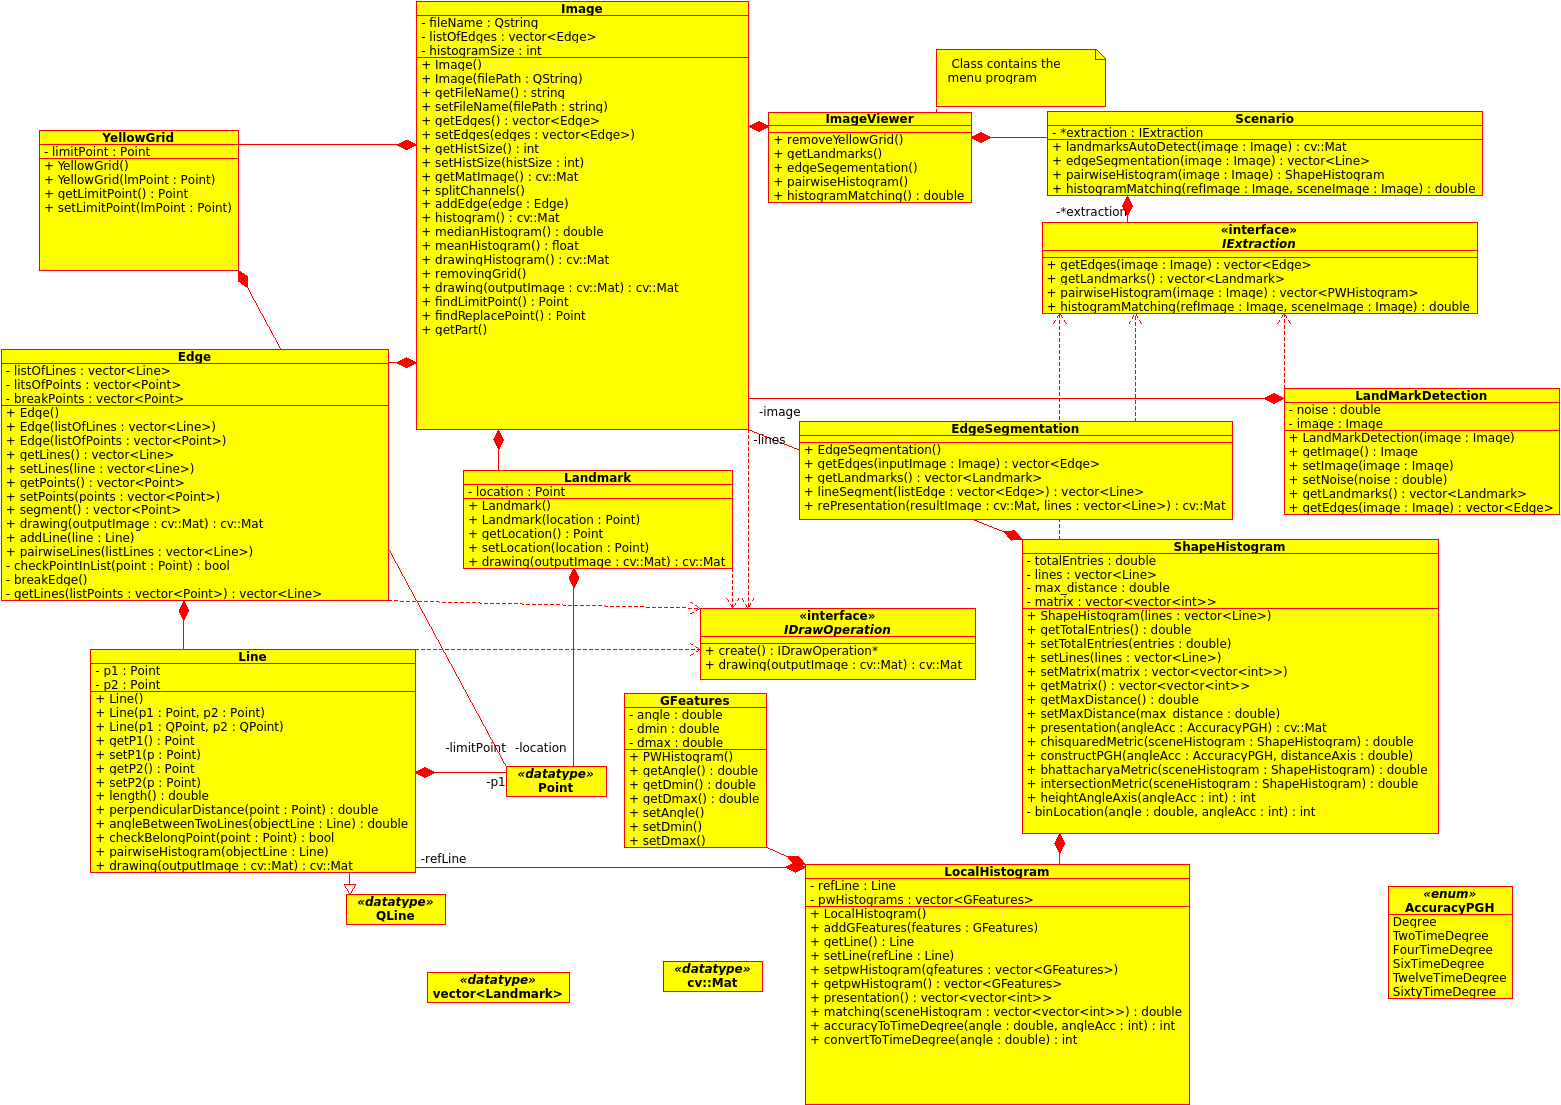 Image
- fileName : Qstring
- listOfEdges : vector<Edge>
- histogramSize : int
+ Image()
+ Image(filePath : QString)
+ getFileName() : string
+ setFileName(filePath : string)
+ getEdges() : vector<Edge>
+ setEdges(edges : vector<Edge>)
+ getHistSize() : int
+ setHistSize(histSize : int)
+ getMatImage() : cv::Mat
+ splitChannels()
+ addEdge(edge : Edge)
+ histogram() : cv::Mat
+ medianHistogram() : double
+ meanHistogram() : float
+ drawingHistogram() : cv::Mat
+ removingGrid()
+ drawing(outputImage : cv::Mat) : cv::Mat
+ findLimitPoint() : Point
+ findReplacePoint() : Point
+ getPart()
Class contains the
menu program
YellowGrid
- limitPoint : Point
+ YellowGrid()
+ YellowGrid(lmPoint : Point)
+ getLimitPoint() : Point
+ setLimitPoint(lmPoint : Point)
ImageViewer
+ removeYellowGrid()
+ getLandmarks()
+ edgeSegementation()
+ pairwiseHistogram()
+ histogramMatching() : double
Scenario
- *extraction : IExtraction
+ landmarksAutoDetect(image : Image) : cv::Mat
+ edgeSegmentation(image : Image) : vector<Line>
+ pairwiseHistogram(image : Image) : ShapeHistogram
+ histogramMatching(refImage : Image, sceneImage : Image) : double
-*extraction
«interface»
IExtraction
+ getEdges(image : Image) : vector<Edge>
+ getLandmarks() : vector<Landmark>
+ pairwiseHistogram(image : Image) : vector<PWHistogram>
+ histogramMatching(refImage : Image, sceneImage : Image) : double
Edge
- listOfLines : vector<Line>
- litsOfPoints : vector<Point>
- breakPoints : vector<Point>
+ Edge()
+ Edge(listOfLines : vector<Line>)
+ Edge(listOfPoints : vector<Point>)
+ getLines() : vector<Line>
+ setLines(line : vector<Line>)
+ getPoints() : vector<Point>
+ setPoints(points : vector<Point>)
+ segment() : vector<Point>
+ drawing(outputImage : cv::Mat) : cv::Mat
+ addLine(line : Line)
+ pairwiseLines(listLines : vector<Line>)
- checkPointInList(point : Point) : bool
- breakEdge()
- getLines(listPoints : vector<Point>) : vector<Line>
-image
-lines
LandMarkDetection
- noise : double
- image : Image
+ LandMarkDetection(image : Image)
+ getImage() : Image
+ setImage(image : Image)
+ setNoise(noise : double)
+ getLandmarks() : vector<Landmark>
+ getEdges(image : Image) : vector<Edge>
EdgeSegmentation
+ EdgeSegmentation()
+ getEdges(inputImage : Image) : vector<Edge>
+ getLandmarks() : vector<Landmark>
+ lineSegment(listEdge : vector<Edge>) : vector<Line>
+ rePresentation(resultImage : cv::Mat, lines : vector<Line>) : cv::Mat
Landmark
- location : Point
+ Landmark()
+ Landmark(location : Point)
+ getLocation() : Point
+ setLocation(location : Point)
+ drawing(outputImage : cv::Mat) : cv::Mat
ShapeHistogram
- totalEntries : double
- lines : vector<Line>
- max_distance : double
- matrix : vector<vector<int>>
+ ShapeHistogram(lines : vector<Line>)
+ getTotalEntries() : double
+ setTotalEntries(entries : double)
+ setLines(lines : vector<Line>)
+ setMatrix(matrix : vector<vector<int>>)
+ getMatrix() : vector<vector<int>>
+ getMaxDistance() : double
+ setMaxDistance(max_distance : double)
+ presentation(angleAcc : AccuracyPGH) : cv::Mat
+ chisquaredMetric(sceneHistogram : ShapeHistogram) : double
+ constructPGH(angleAcc : AccuracyPGH, distanceAxis : double)
+ bhattacharyaMetric(sceneHistogram : ShapeHistogram) : double
+ intersectionMetric(sceneHistogram : ShapeHistogram) : double
+ heightAngleAxis(angleAcc : int) : int
- binLocation(angle : double, angleAcc : int) : int
«interface»
IDrawOperation
+ create() : IDrawOperation*
+ drawing(outputImage : cv::Mat) : cv::Mat
Line
- p1 : Point
- p2 : Point
+ Line()
+ Line(p1 : Point, p2 : Point)
+ Line(p1 : QPoint, p2 : QPoint)
+ getP1() : Point
+ setP1(p : Point)
+ getP2() : Point
+ setP2(p : Point)
+ length() : double
+ perpendicularDistance(point : Point) : double
+ angleBetweenTwoLines(objectLine : Line) : double
+ checkBelongPoint(point : Point) : bool
+ pairwiseHistogram(objectLine : Line)
+ drawing(outputImage : cv::Mat) : cv::Mat
GFeatures
- angle : double
- dmin : double
- dmax : double
+ PWHistogram()
+ getAngle() : double
+ getDmin() : double
+ getDmax() : double
+ setAngle()
+ setDmin()
+ setDmax()
-limitPoint
-location
-p1
«datatype»
Point
-refLine
LocalHistogram
- refLine : Line
- pwHistograms : vector<GFeatures>
+ LocalHistogram()
+ addGFeatures(features : GFeatures)
+ getLine() : Line
+ setLine(refLine : Line)
+ setpwHistogram(gfeatures : vector<GFeatures>)
+ getpwHistogram() : vector<GFeatures>
+ presentation() : vector<vector<int>>
+ matching(sceneHistogram : vector<vector<int>>) : double
+ accuracyToTimeDegree(angle : double, angleAcc : int) : int
+ convertToTimeDegree(angle : double) : int
«datatype»
QLine
«datatype»
vector<Landmark>
«datatype»
cv::Mat
«enum»
AccuracyPGH
Degree
TwoTimeDegree
FourTimeDegree
SixTimeDegree
TwelveTimeDegree
SixtyTimeDegree